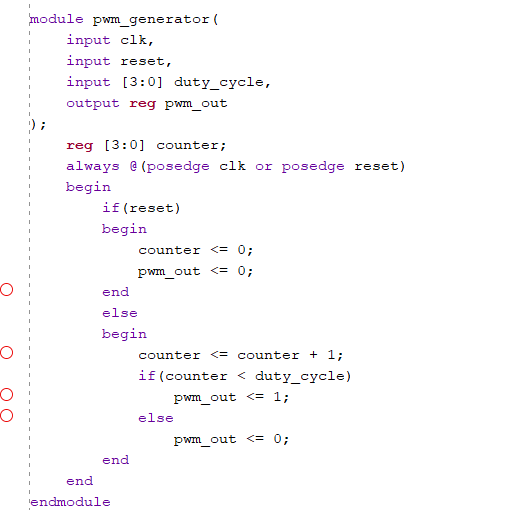 module pwm_generator(
    input clk,
    input reset,
    input [3:0] duty_cycle,
    output reg pwm_out
);
    reg [3:0] counter;
    always @(posedge clk or posedge reset)
    begin
        if(reset)
        begin
            counter <= 0;
            pwm_out <= 0;
        end
        else
        begin
            counter <= counter + 1;
            if(counter < duty_cycle)
                pwm_out <= 1;
            else
                pwm_out <= 0;
        end
    end
endmodule